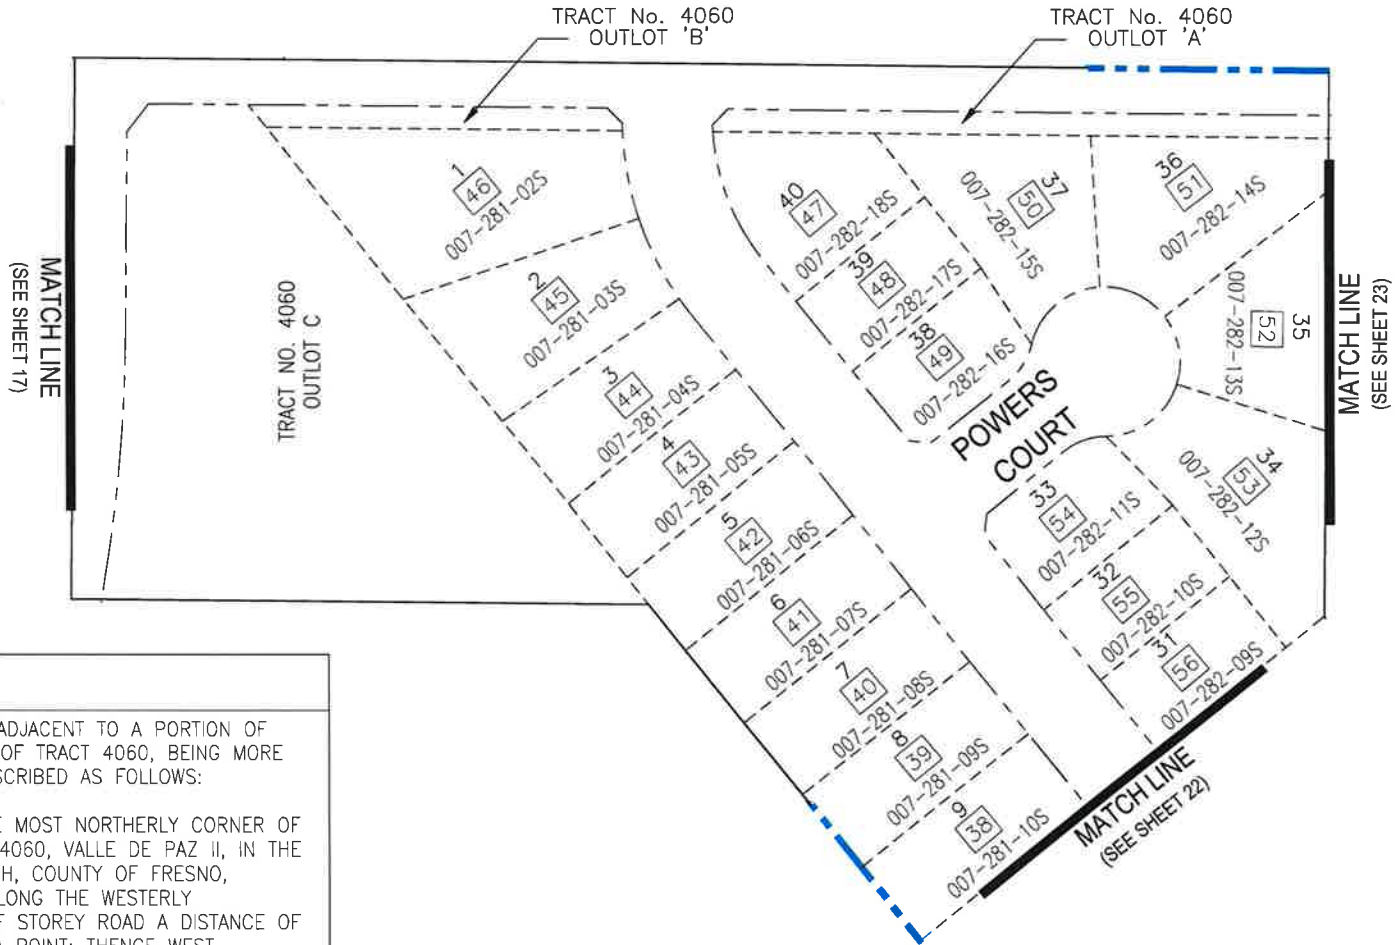 TRACT No. 4060
OUTLOT 'B'
TRACT No. 4060
OUTLOT 'A'
MATCH LINE
(SEE SHEET 17)
TRACT NO. 4060
OUTLOT C
1
46
007-281-02S
2
45
007-281-03S
3
44
007-281-04S
4
43
007-281-05S
5
42
007-281-06S
6
41
007-281-07S
7
40
007-281-08S
8
39
007-281-09S
9
38
007-281-10S
40
47
007-282-18S
39
48
007-282-17S
38
49
007-282-16S
37
50
007-282-15S
36
51
007-282-14S
35
52
007-282-13S
34
53
007-282-12S
33
54
007-282-11S
32
55
007-282-10S
31
56
007-282-09S
POWERS
COURT
MATCH LINE
(SEE SHEET 23)
MATCH LINE
(SEE SHEET 22)
ADJACENT TO A PORTION OF
OF TRACT 4060, BEING MORE
SCRIBED AS FOLLOWS:
E MOST NORTHERLY CORNER OF
4060, VALLE DE PAZ II, IN THE
H, COUNTY OF FRESNO,
LONG THE WESTERLY
F STOREY ROAD A DISTANCE OF
A POINT; THENCE WEST